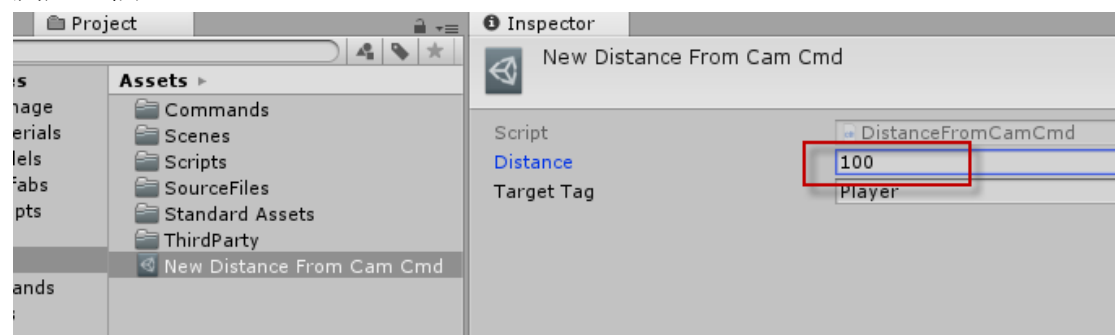 Project
Inspector
New Distance From Cam Cmd
Assets
Commands
Scenes
Scripts
SourceFiles
Standard Assets
ThirdParty
New Distance From Cam Cmd
Script
DistanceFromCamCmd
Distance
100
Target Tag
Player